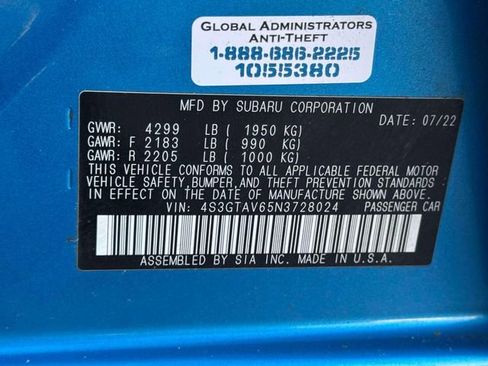 GLOBAL ADMINISTRATORS
ANTI-THEFT
1-888-686-2225
1055380
MFD BY SUBARU CORPORATION
DATE: 07/22
GVWR: 4299 LB ( 1950 KG)
GAWR: F 2183 LB ( 990 KG)
GAWR: R 2205 LB ( 1000 KG)
THIS VEHICLE CONFORMS TO ALL APPLICABLE FEDERAL MOTOR
VEHICLE SAFETY,BUMPER,AND THEFT PREVENTION STANDARDS
IN EFFECT ON THE DATE OF MANUFACTURE SHOWN ABOVE.
VIN: 4S3GTAV65N3728024 PASSENGER CAR
ASSEMBLED BY SIA INC. MADE IN U.S.A.